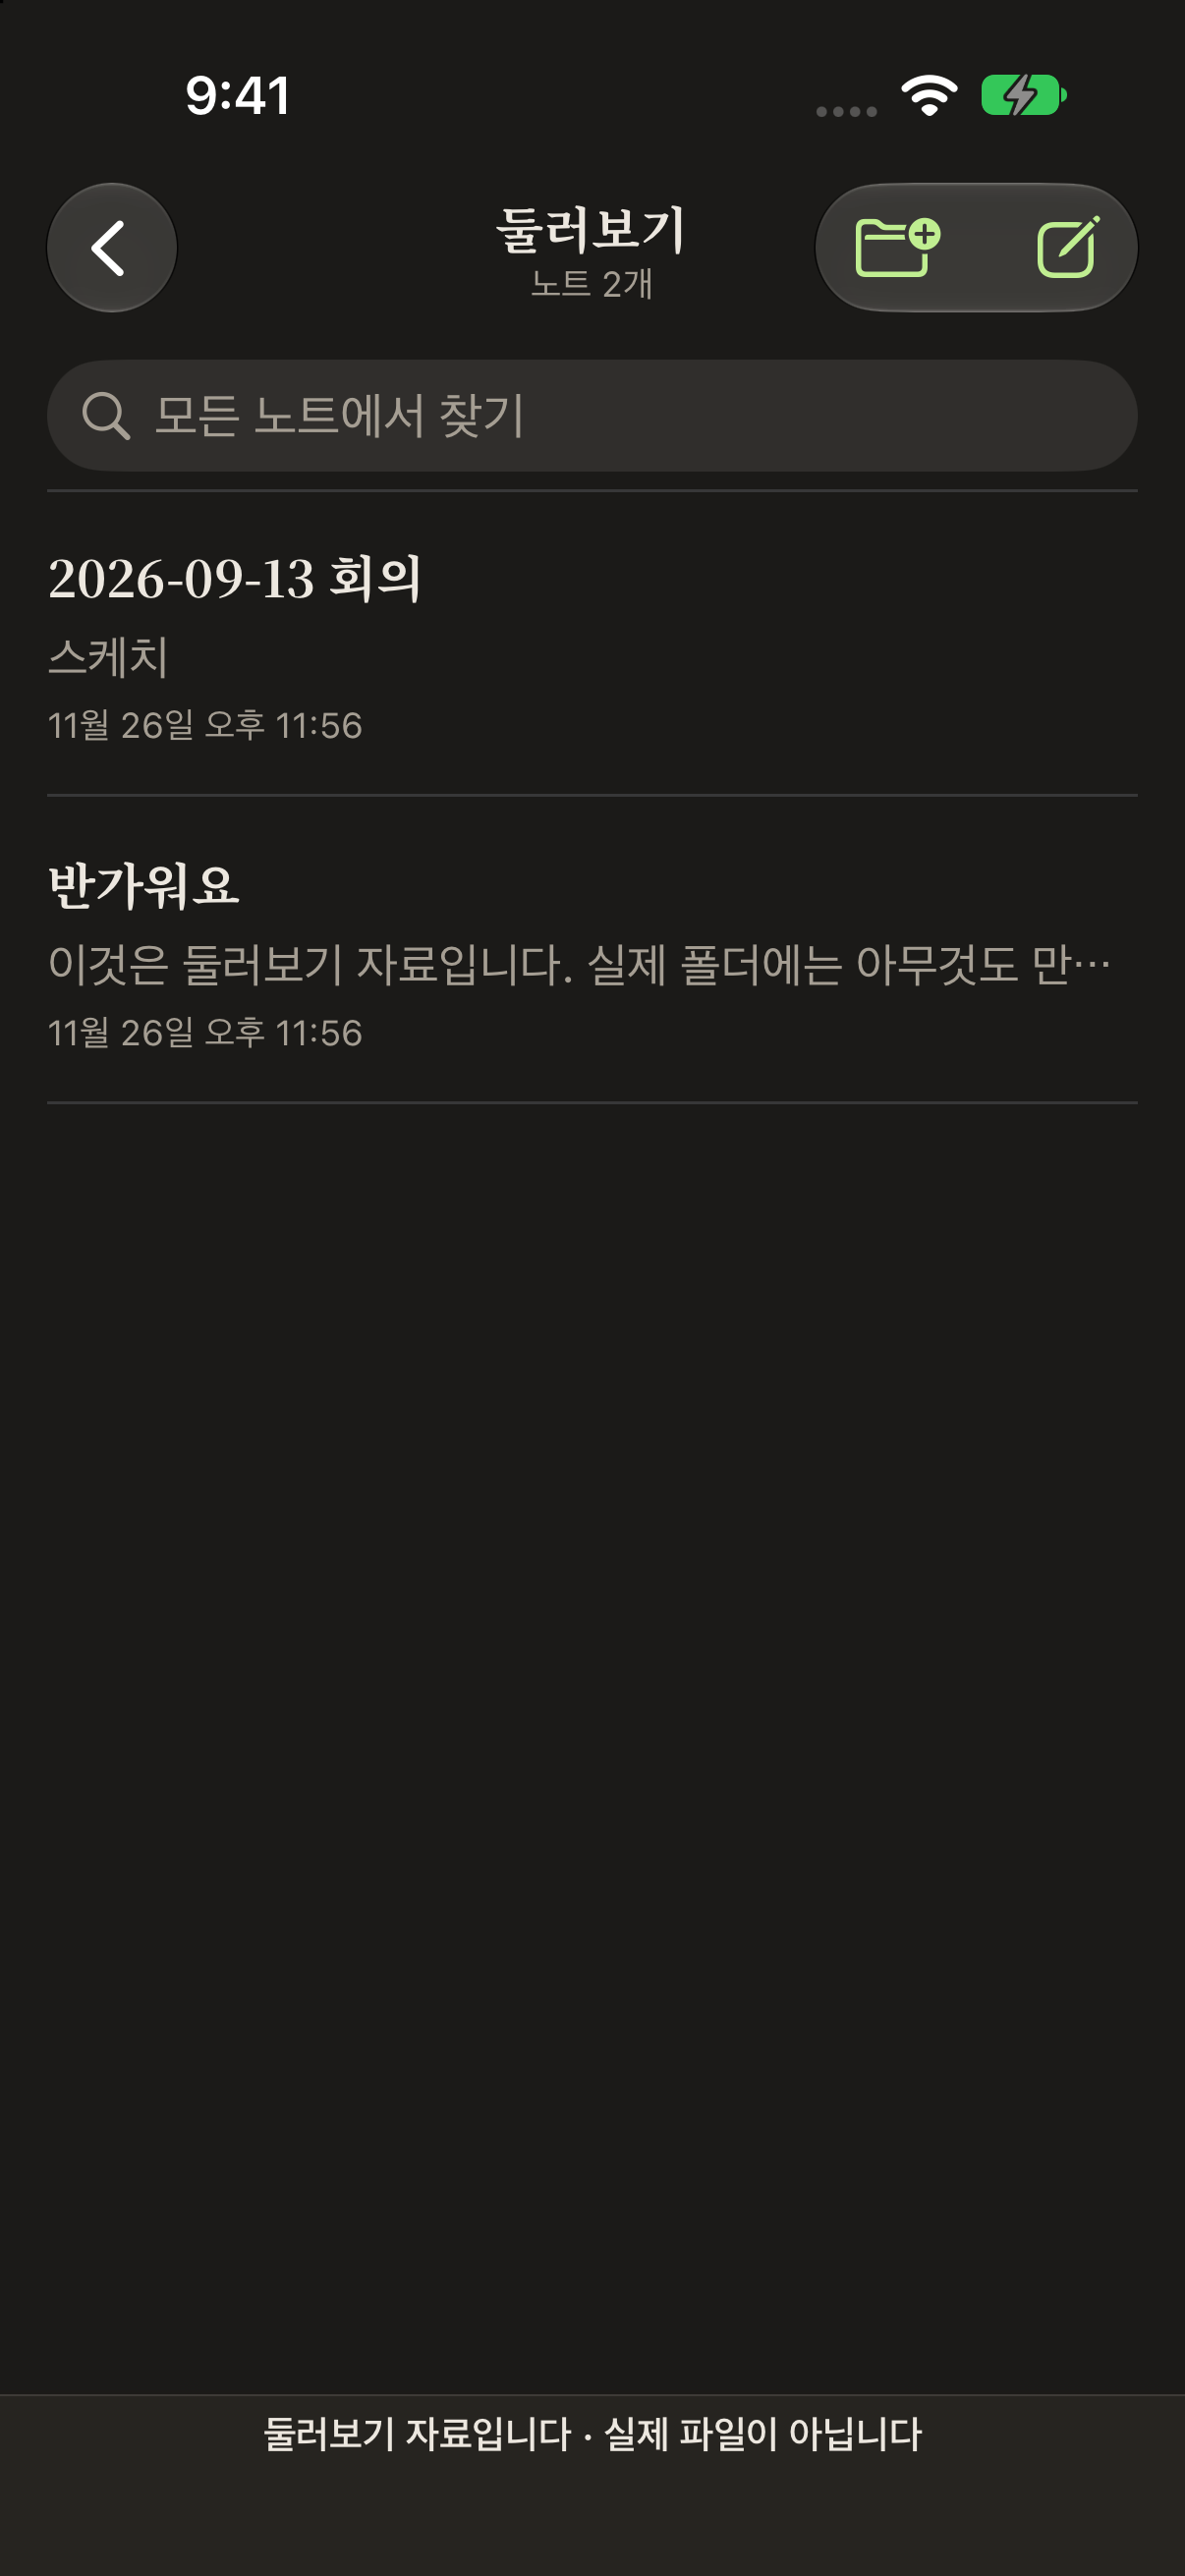 9:41
둘러보기
노트 2개
모든 노트에서 찾기
2026-09-13 회의
스케치
11월 26일 오후 11:56
반가워요
이것은 둘러보기 자료입니다. 실제 폴더에는 아무것도 만…
11월 26일 오후 11:56
둘러보기 자료입니다 · 실제 파일이 아닙니다